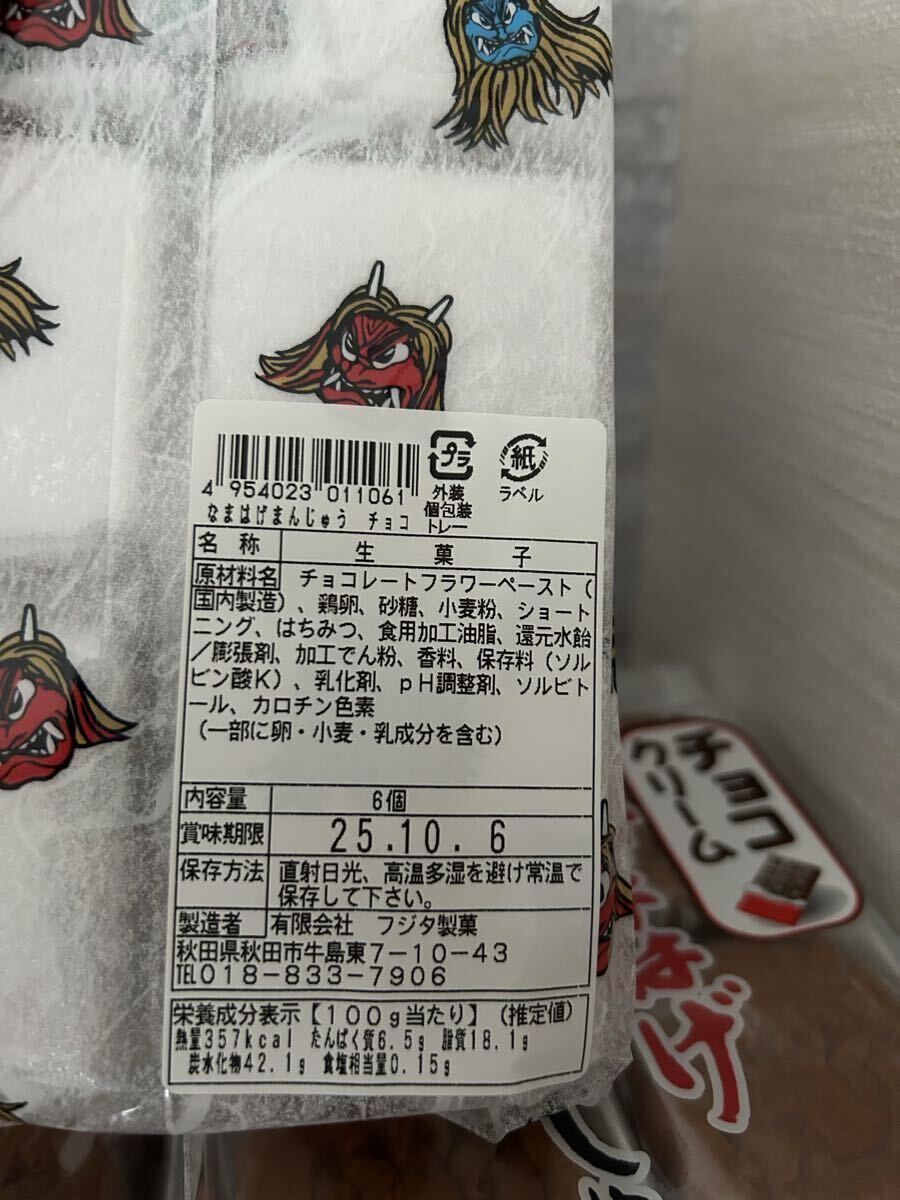 プラ
紙
外装
個包装
トレー
ラベル
4 954023 011061
なまはげまんじゅう チョコ
名称 生菓子
原材料名 チョコレートフラワーペースト（
国内製造）、鶏卵、砂糖、小麦粉、ショート
ニング、はちみつ、食用加工油脂、還元水飴
／膨張剤、加工でん粉、香料、保存料（ソル
ビン酸K）、乳化剤、pH調整剤、ソルビト
ール、カロチン色素
（一部に卵・小麦・乳成分を含む）
内容量 6個
賞味期限 25.10.6
保存方法 直射日光、高温多湿を避け常温で
保存して下さい。
製造者 有限会社 フジタ製菓
秋田県秋田市牛島東7-10-43
TEL018-833-7906
栄養成分表示【100g当たり】（推定値）
熱量357kcal たんぱく質6.5g 脂質18.1g
炭水化物42.1g 食塩相当量0.15g
チョコ
クリーム
はげ